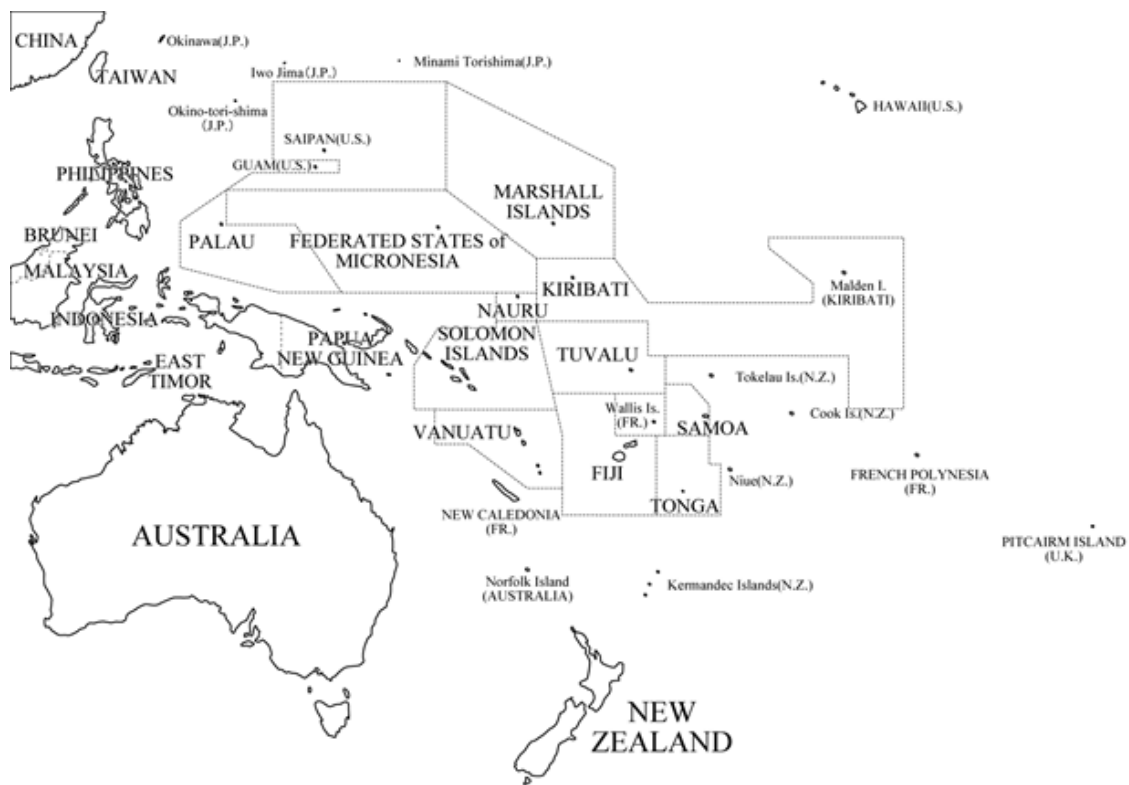 CHINA
Okinawa(J.P.)
TAIWAN
Iwo Jima(J.P.)
Minami Torishima(J.P.)
Okino-tori-shima
(J.P.)
HAWAII(U.S.)
SAIPAN(U.S.)
GUAM(U.S.)
PHILIPPINES
MARSHALL
ISLANDS
BRUNEI
PALAU
FEDERATED STATES of
MICRONESIA
MALAYSIA
KIRIBATI
Malden I.
(KIRIBATI)
NAURU
INDONESIA
PAPUA
NEW GUINEA
SOLOMON
ISLANDS
TUVALU
EAST
TIMOR
Tokelau Is.(N.Z.)
Wallis Is.
(FR.)
Cook Is.(N.Z.)
SAMOA
VANUATU
FIJI
Niue(N.Z.)
FRENCH POLYNESIA
(FR.)
TONGA
NEW CALEDONIA
(FR.)
AUSTRALIA
PITCAIRM ISLAND
(U.K.)
Norfolk Island
(AUSTRALIA)
Kermandec Islands(N.Z.)
NEW
ZEALAND